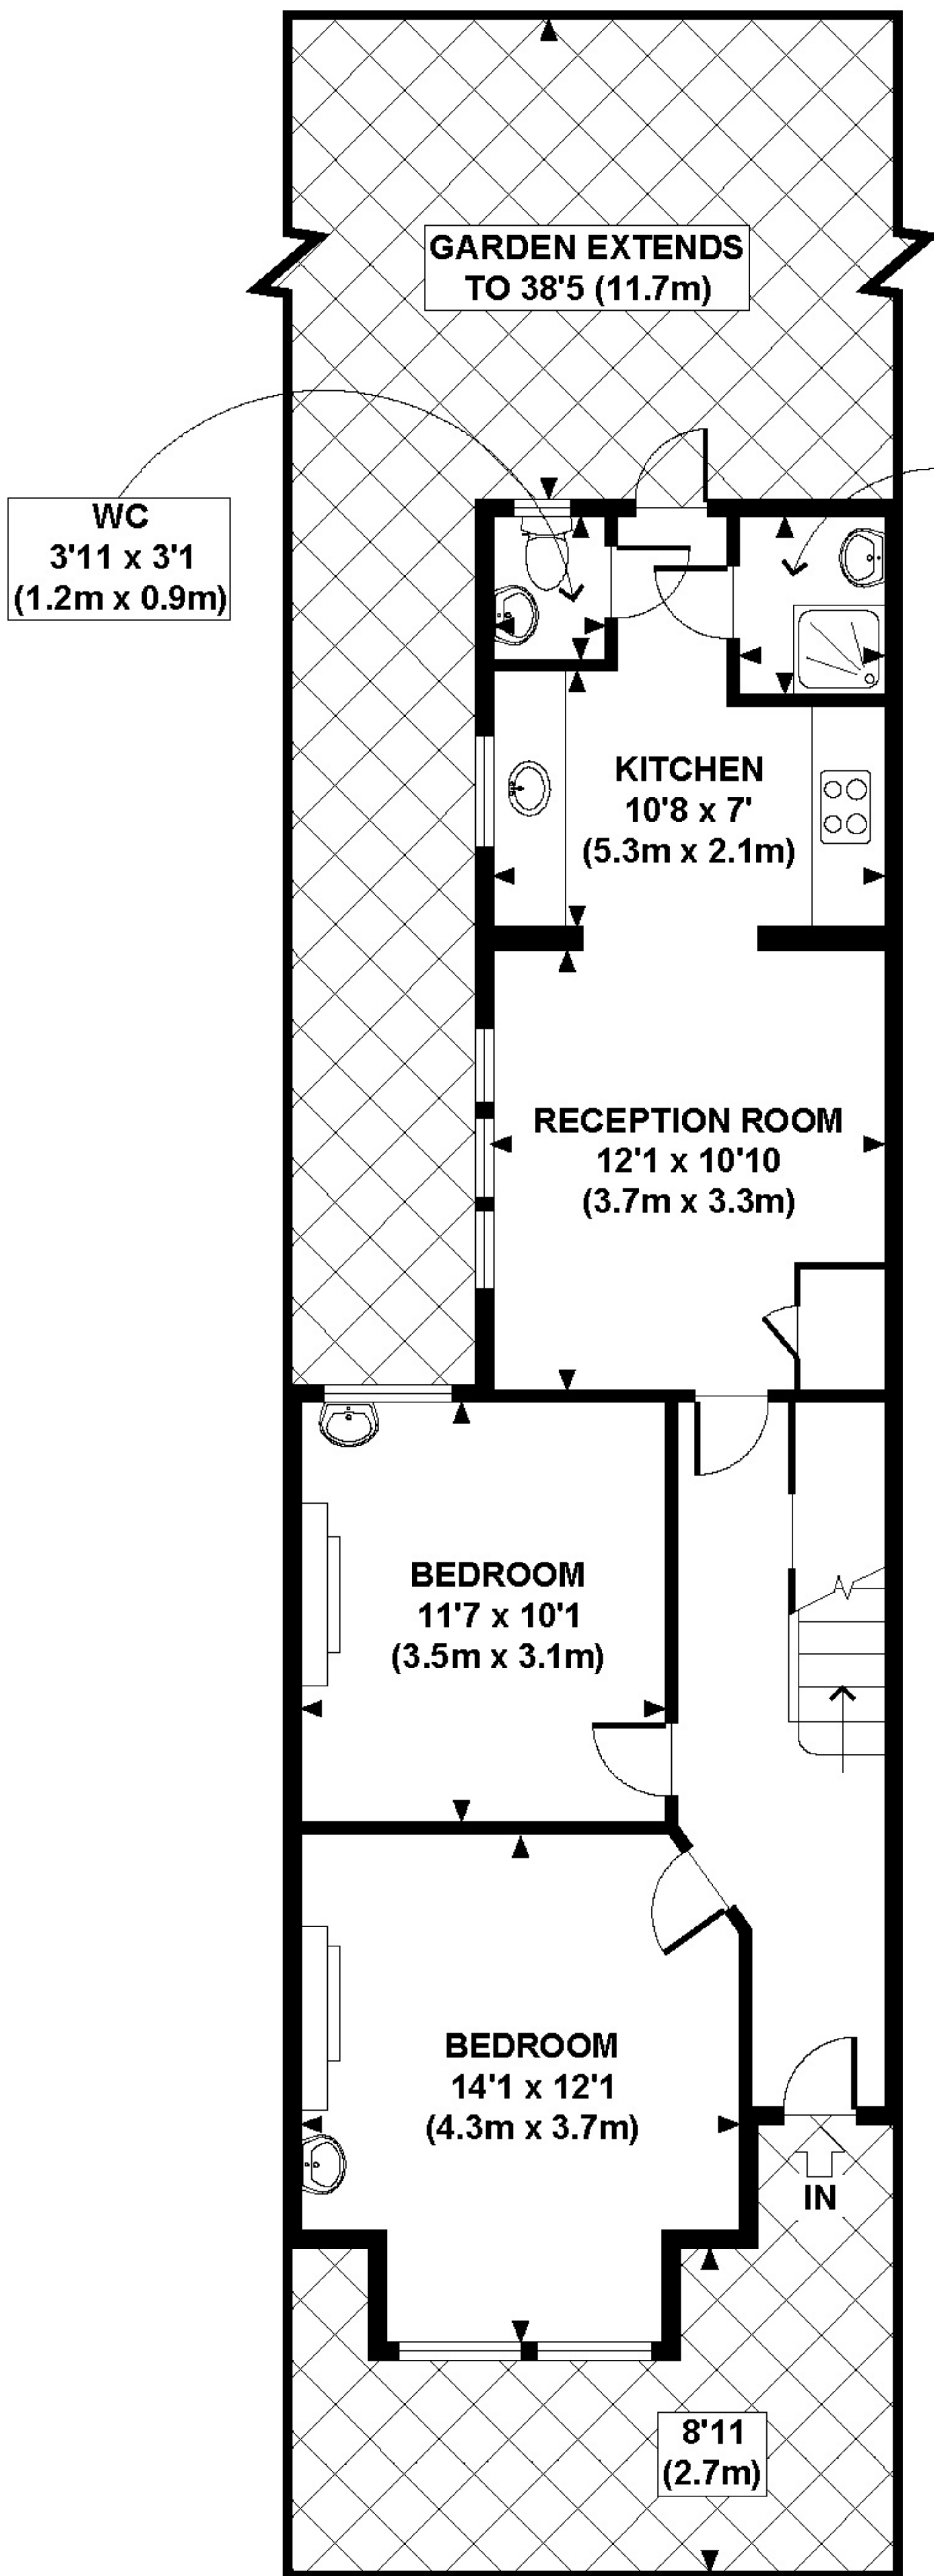 GARDEN EXTENDS
TO 38'5 (11.7m)
WC
3'11 x 3'1
(1.2m x 0.9m)
KITCHEN
10'8 x 7'
(5.3m x 2.1m)
RECEPTION ROOM
12'1 x 10'10
(3.7m x 3.3m)
BEDROOM
11'7 x 10'1
(3.5m x 3.1m)
BEDROOM
14'1 x 12'1
(4.3m x 3.7m)
IN
8'11
(2.7m)